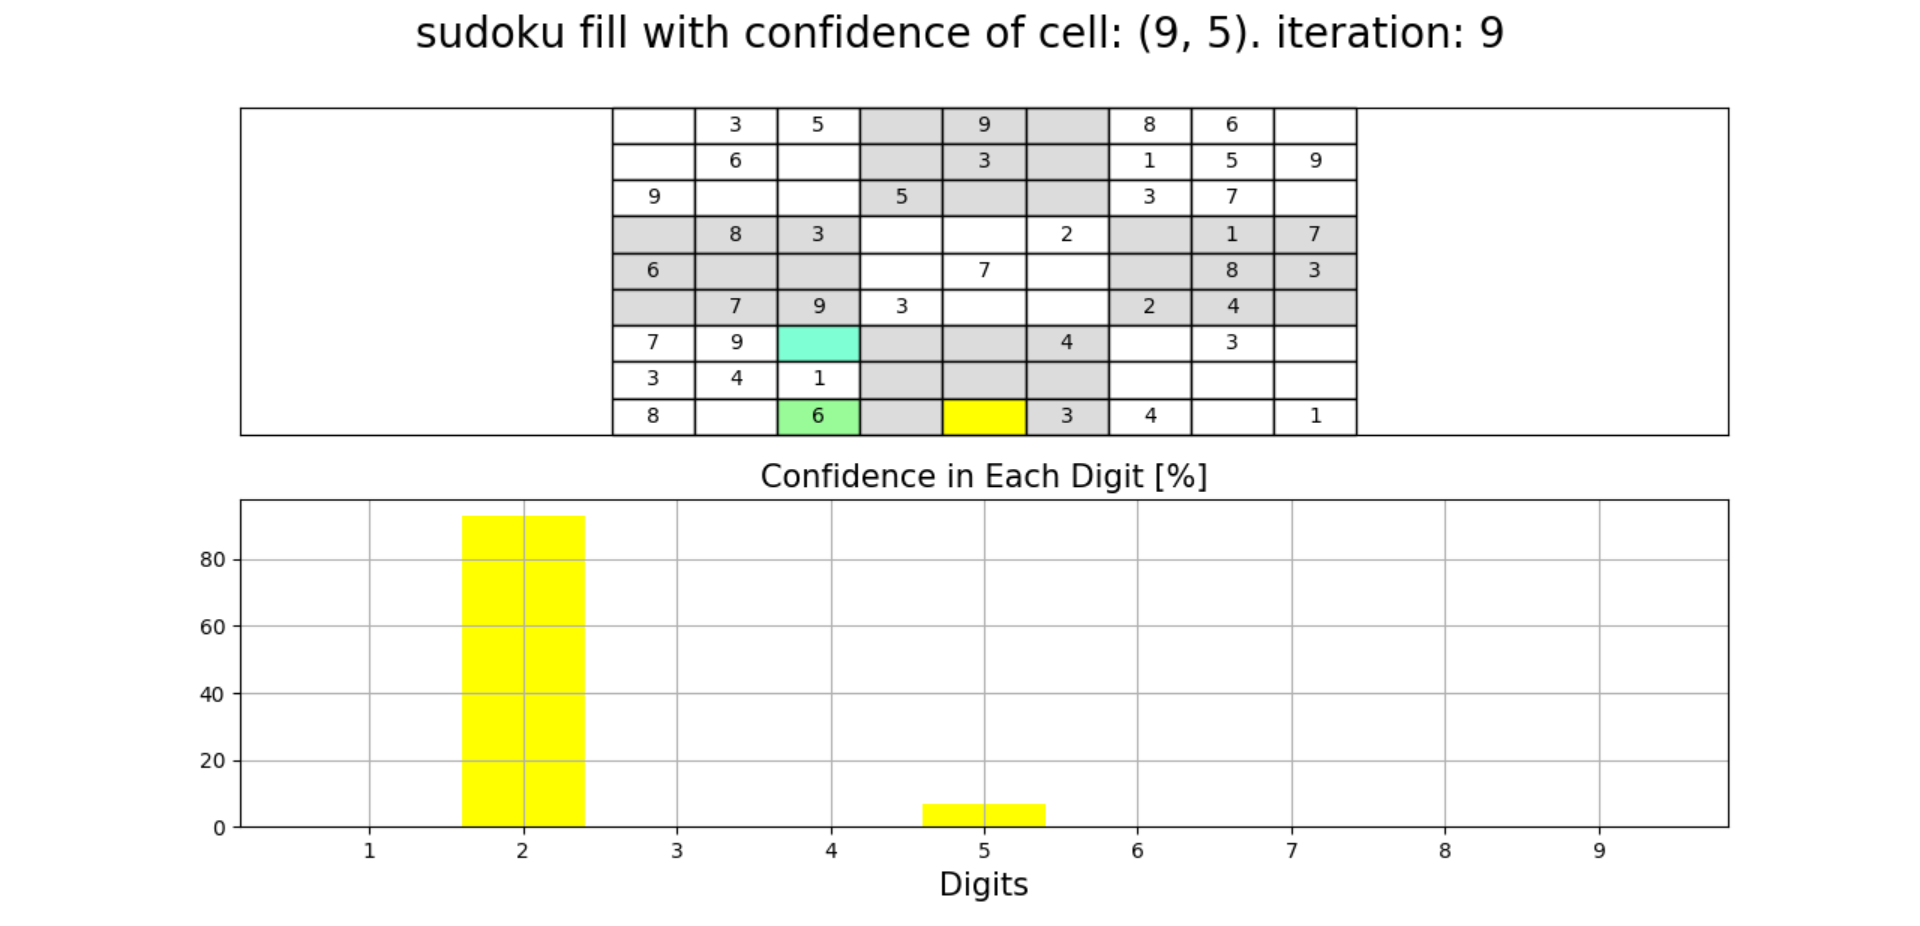 sudoku fill with confidence of cell: (9, 5). iteration: 9
3 5 9 8 6
6 3 1 5 9
9 5 3 7
8 3 2 1 7
6 7 8 3
7 9 3 2 4
7 9 4 3
3 4 1
8 6 3 4 1
Confidence in Each Digit [%]
80
60
40
20
0
1 2 3 4 5 6 7 8 9
Digits